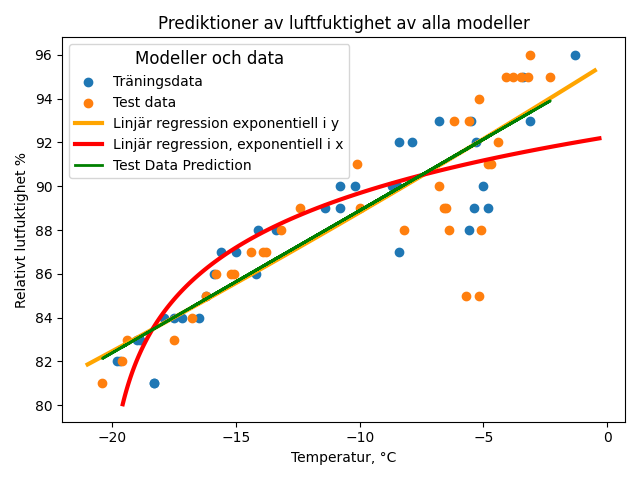 Prediktioner av luftfuktighet av alla modeller
Modeller och data
Träningsdata
Test data
Linjär regression exponentiell i y
Linjär regression, exponentiell i x
Test Data Prediction
Relativt luftfuktighet %
96
94
92
90
88
86
84
82
80
−20
−15
−10
−5
0
Temperatur, °C